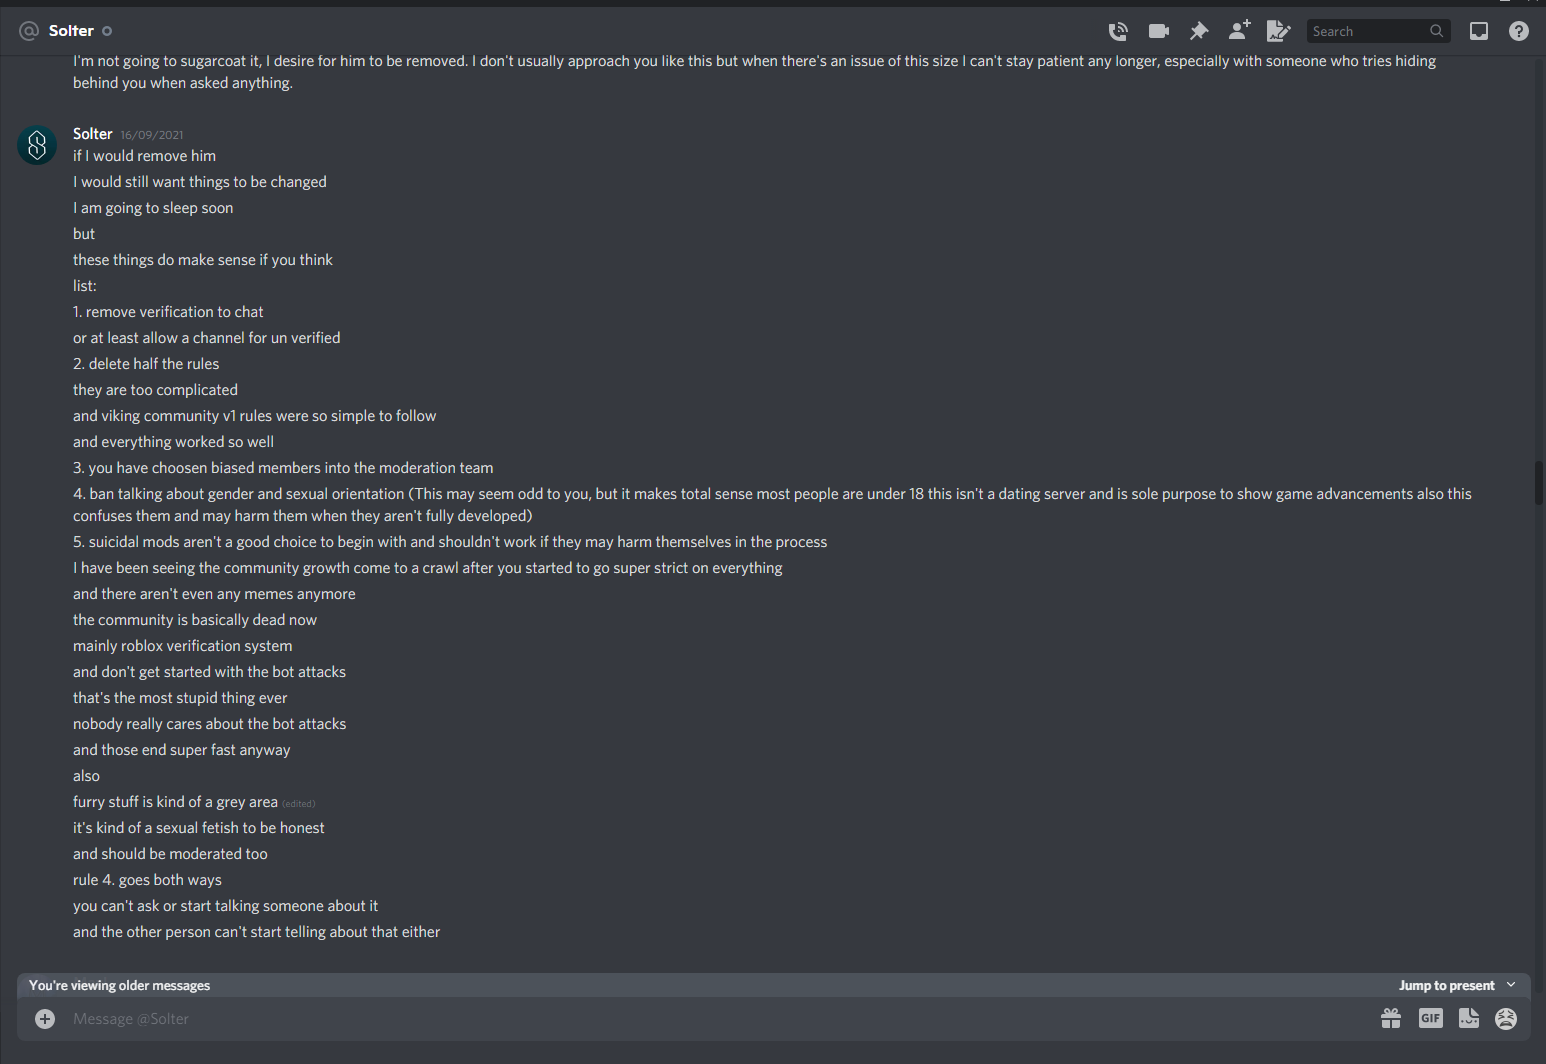 Solter
Search
I'm not going to sugarcoat it, I desire for him to be removed. I don't usually approach you like this but when there's an issue of this size I can't stay patient any longer, especially with someone who tries hiding
behind you when asked anything.
Solter 16/09/2021
if I would remove him
I would still want things to be changed
I am going to sleep soon
but
these things do make sense if you think
list:
1. remove verification to chat
or at least allow a channel for un verified
2. delete half the rules
they are too complicated
and viking community v1 rules were so simple to follow
and everything worked so well
3. you have choosen biased members into the moderation team
4. ban talking about gender and sexual orientation (This may seem odd to you, but it makes total sense most people are under 18 this isn't a dating server and is sole purpose to show game advancements also this
confuses them and may harm them when they aren't fully developed)
5. suicidal mods aren't a good choice to begin with and shouldn't work if they may harm themselves in the process
I have been seeing the community growth come to a crawl after you started to go super strict on everything
and there aren't even any memes anymore
the community is basically dead now
mainly roblox verification system
and don't get started with the bot attacks
that's the most stupid thing ever
nobody really cares about the bot attacks
and those end super fast anyway
also
furry stuff is kind of a grey area (edited)
it's kind of a sexual fetish to be honest
and should be moderated too
rule 4. goes both ways
you can't ask or start talking someone about it
and the other person can't start telling about that either
You're viewing older messages
Jump to present
Message @Solter
GIF